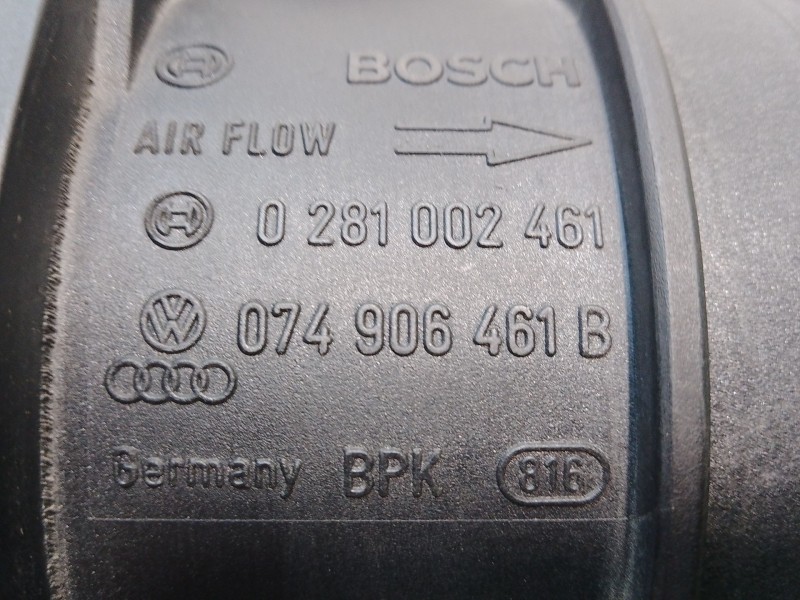 BOSCH
AIR FLOW
0 281 002 461
074 906 461 B
Germany BPK 816